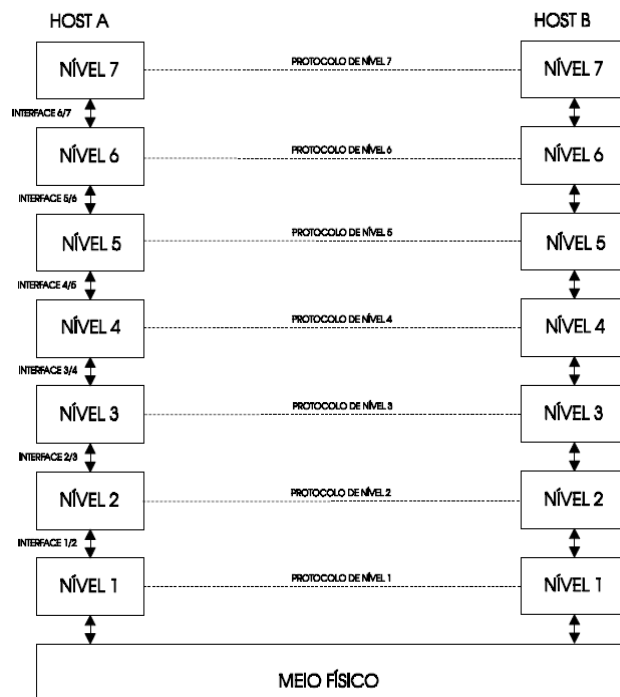 HOST A HOST B
NÍVEL 7 PROTOCOLO DE NÍVEL 7 NÍVEL 7
INTERFACE 6/7
NÍVEL 6 PROTOCOLO DE NÍVEL 6 NÍVEL 6
INTERFACE 5/6
NÍVEL 5 PROTOCOLO DE NÍVEL 5 NÍVEL 5
INTERFACE 4/5
NÍVEL 4 PROTOCOLO DE NÍVEL 4 NÍVEL 4
INTERFACE 3/4
NÍVEL 3 PROTOCOLO DE NÍVEL 3 NÍVEL 3
INTERFACE 2/3
NÍVEL 2 PROTOCOLO DE NÍVEL 2 NÍVEL 2
INTERFACE 1/2
NÍVEL 1 PROTOCOLO DE NÍVEL 1 NÍVEL 1
MEIO FÍSICO